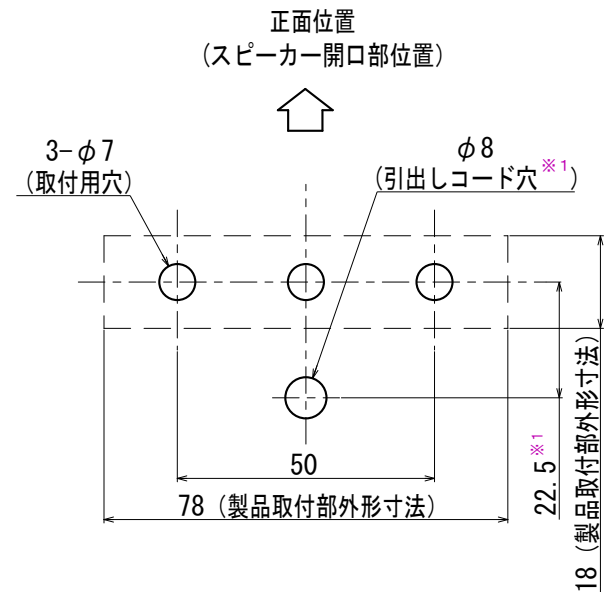 正面位置
(スピーカー開口部位置)
3-φ7
(取付用穴)
φ8
(引出しコード穴※1)
50
78 (製品取付部外形寸法)
22.5※1
18 (製品取付部外形寸法)